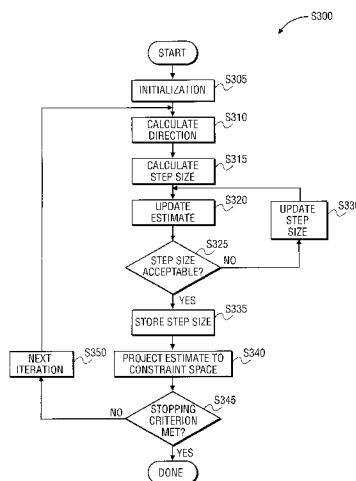 S300
START
S305
INITIALIZATION
S310
CALCULATE
DIRECTION
S315
CALCULATE
STEP SIZE
S320
UPDATE
ESTIMATE
S330
UPDATE
STEP
SIZE
S325
STEP SIZE
ACCEPTABLE?
NO
YES
S335
STORE STEP SIZE
S340
PROJECT ESTIMATE TO
CONSTRAINT SPACE
S350
NEXT
ITERATION
S345
STOPPING
CRITERION
MET?
NO
YES
DONE